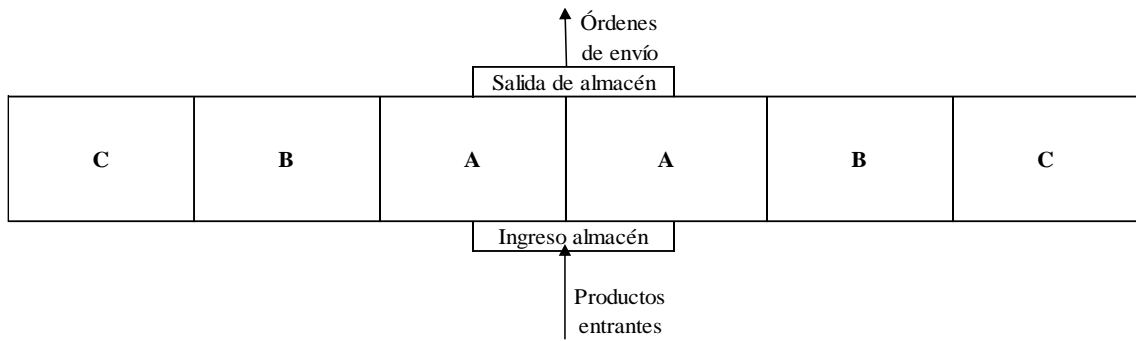 Órdenes
de envío
Salida de almacén
C B A A B C
Ingreso almacén
Productos
entrantes